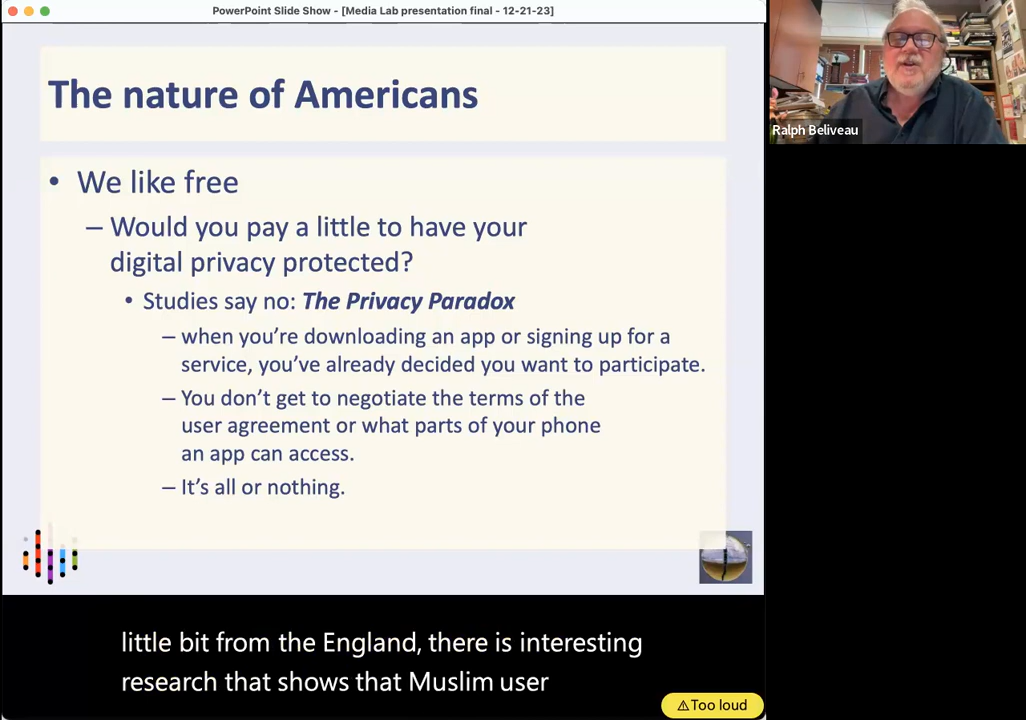 PowerPoint Slide Show - [Media Lab presentation final - 12-21-23]
The nature of Americans
• We like free
– Would you pay a little to have your
digital privacy protected?
• Studies say no: The Privacy Paradox
– when you're downloading an app or signing up for a
service, you've already decided you want to participate.
– You don't get to negotiate the terms of the
user agreement or what parts of your phone
an app can access.
– It's all or nothing.
Ralph Beliveau
little bit from the England, there is interesting
research that shows that Muslim user
⚠Too loud